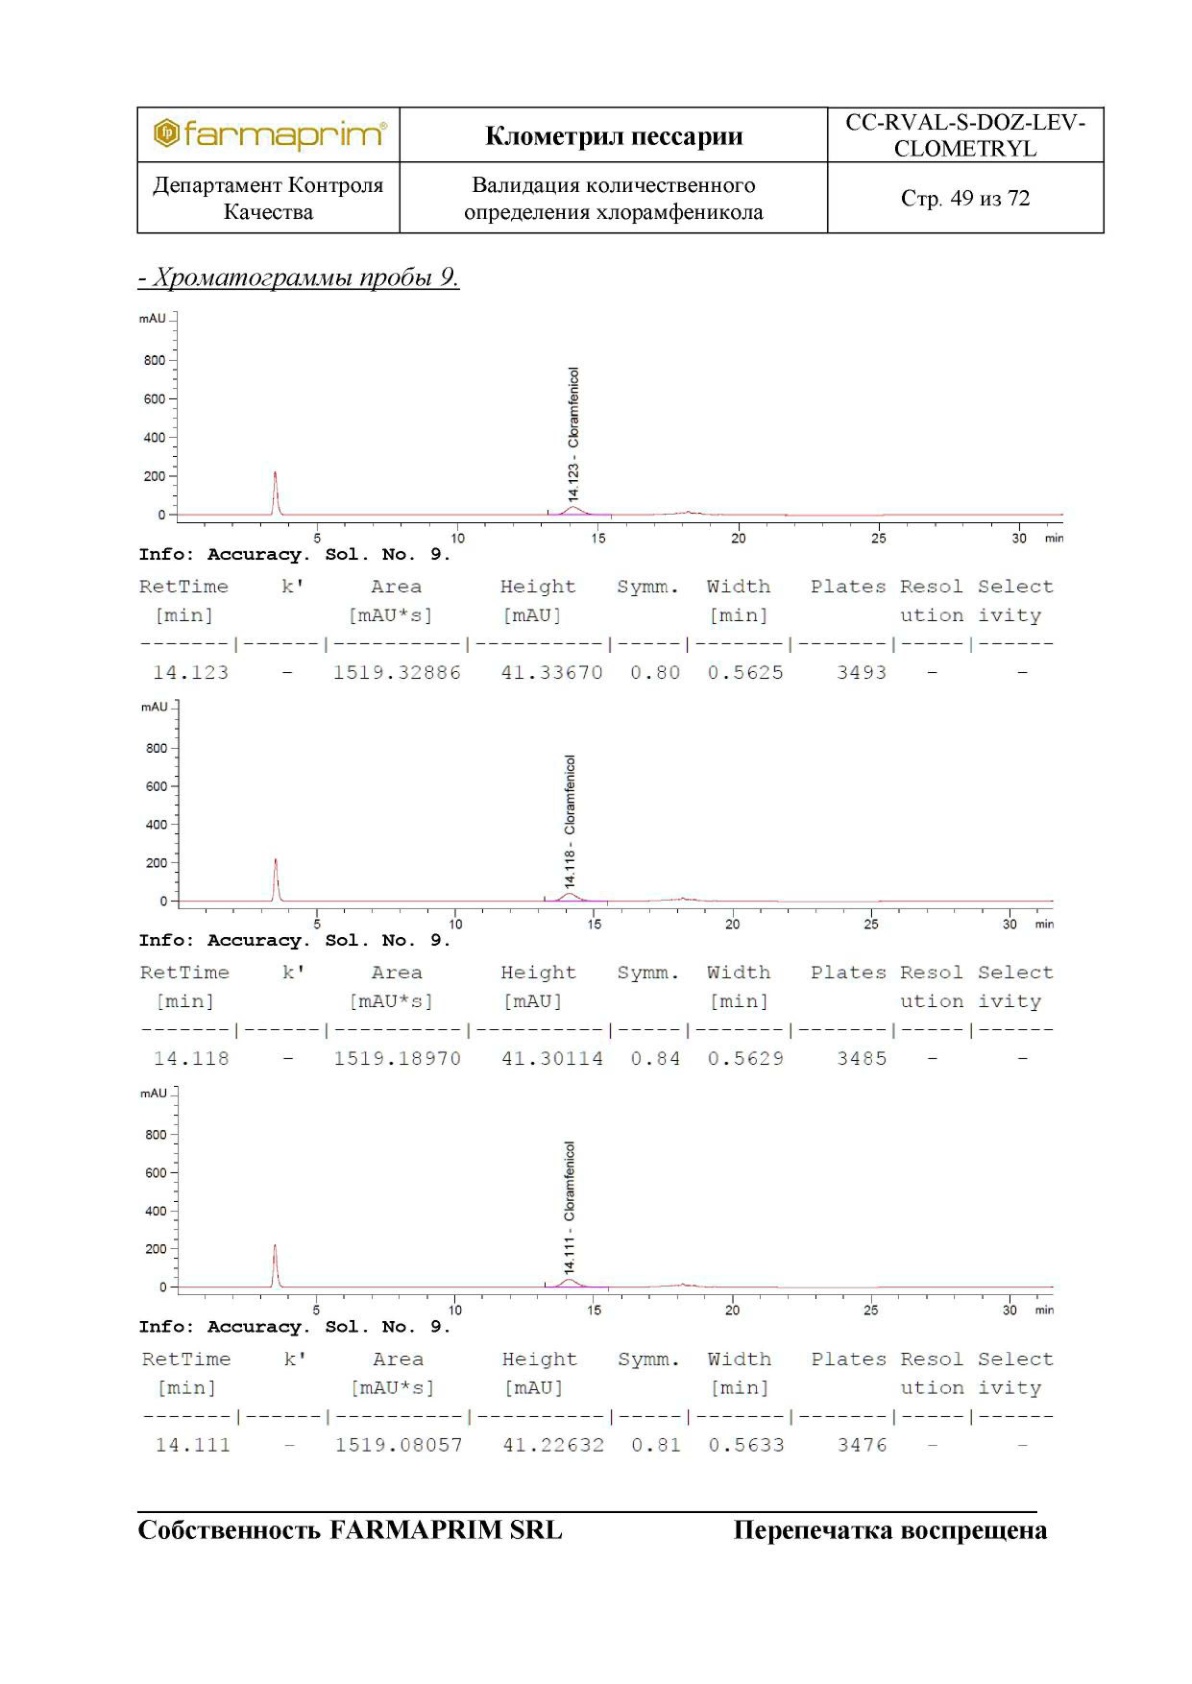 farmaprim®
Клометрил пессарии
CC-RVAL-S-DOZ-LEV-
CLOMETRYL
Департамент Контроля
Качества
Валидация количественного
определения хлорамфеникола
Стр. 49 из 72
- Хроматограммы пробы 9.
mAU
800
600
400
200
0
14.123 - Cloramfenicol
5 10 15 20 25 30 min
Info: Accuracy. Sol. No. 9.
RetTime k' Area Height Symm. Width Plates Resol Select
[min] [mAU*s] [mAU] [min] ution ivity
-------|------|----------|----------|-----|-------|-------|-----|------
14.123 - 1519.32886 41.33670 0.80 0.5625 3493 - -
mAU
800
600
400
200
0
14.118 - Cloramfenicol
5 10 15 20 25 30 min
Info: Accuracy. Sol. No. 9.
RetTime k' Area Height Symm. Width Plates Resol Select
[min] [mAU*s] [mAU] [min] ution ivity
-------|------|----------|----------|-----|-------|-------|-----|------
14.118 - 1519.18970 41.30114 0.84 0.5629 3485 - -
mAU
800
600
400
200
0
14.111 - Cloramfenicol
5 10 15 20 25 30 min
Info: Accuracy. Sol. No. 9.
RetTime k' Area Height Symm. Width Plates Resol Select
[min] [mAU*s] [mAU] [min] ution ivity
-------|------|----------|----------|-----|-------|-------|-----|------
14.111 - 1519.08057 41.22632 0.81 0.5633 3476 - -
Собственность FARMAPRIM SRL Перепечатка воспрещена